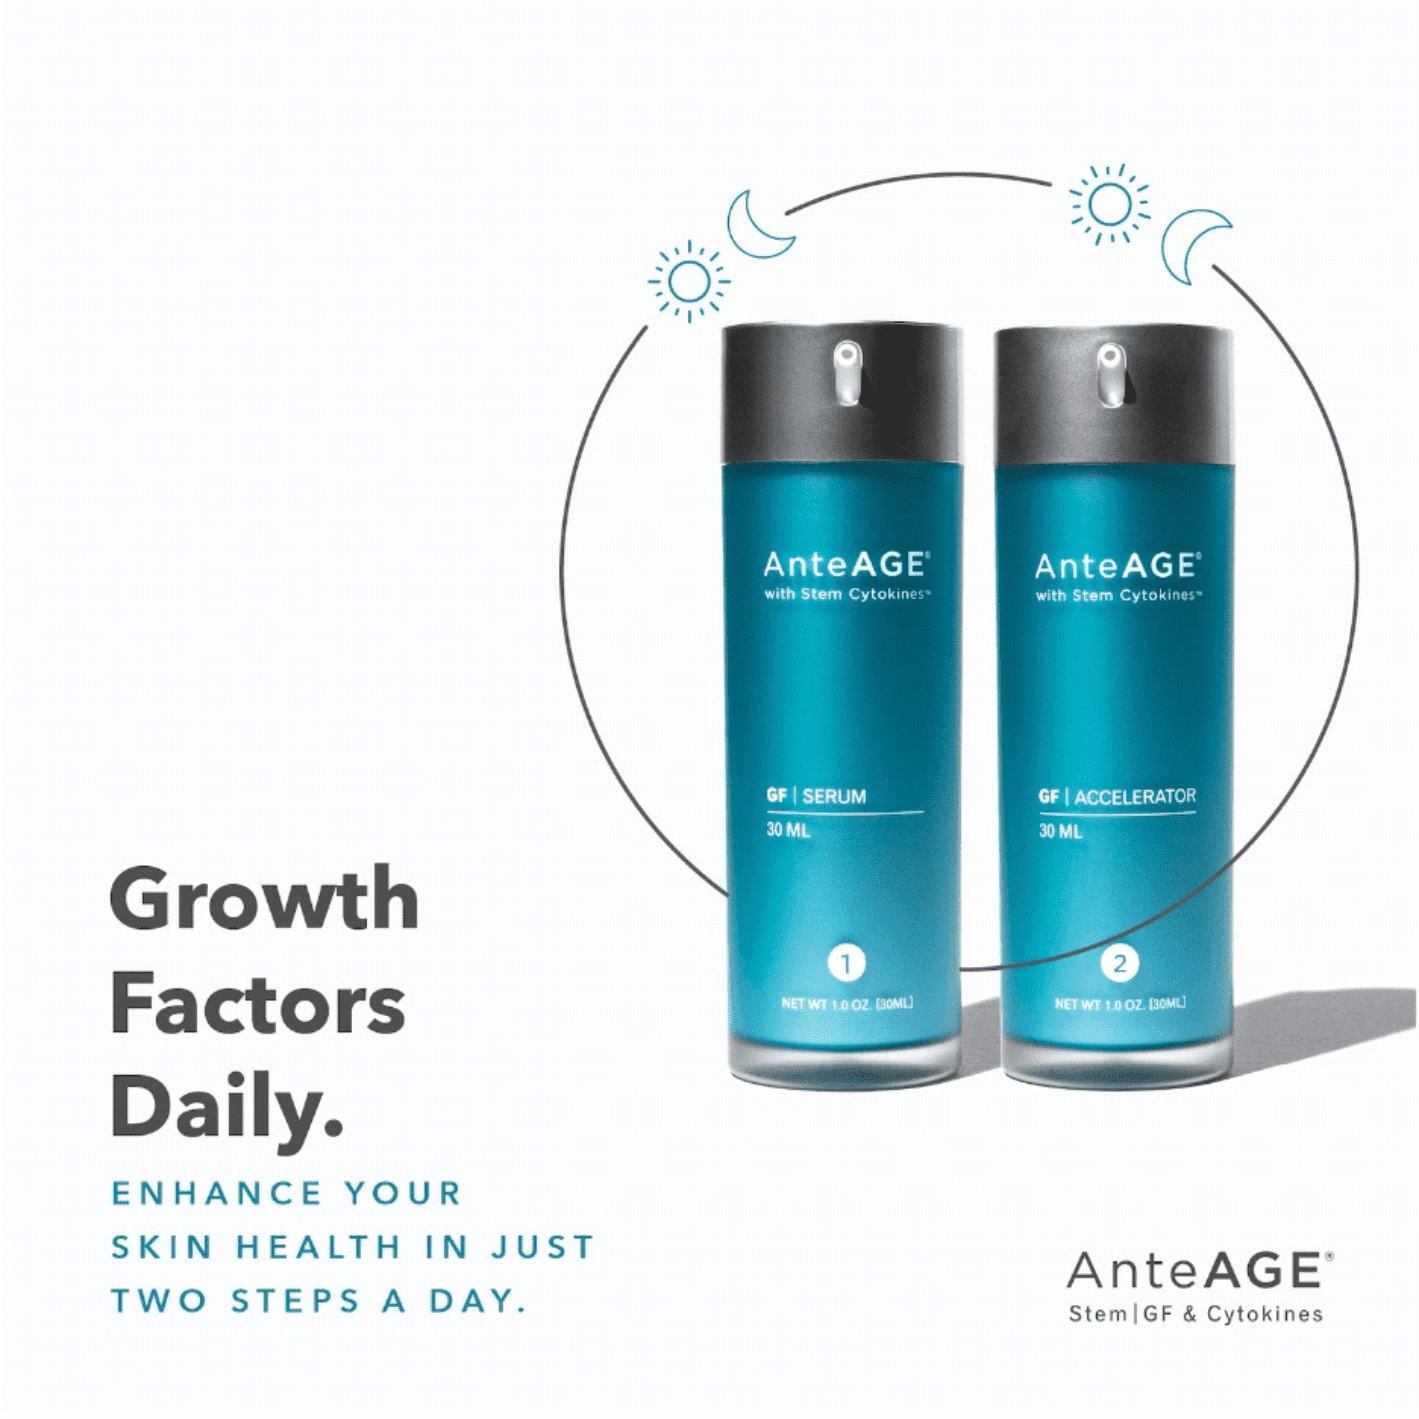 AnteAGE®
with Stem Cytokines™
GF | SERUM
30 ML
1
NET WT 1.0 OZ. [30ML]
AnteAGE®
with Stem Cytokines™
GF | ACCELERATOR
30 ML
2
NET WT 1.0 OZ. [30ML]
Growth
Factors
Daily.
ENHANCE YOUR
SKIN HEALTH IN JUST
TWO STEPS A DAY.
AnteAGE®
Stem|GF & Cytokines